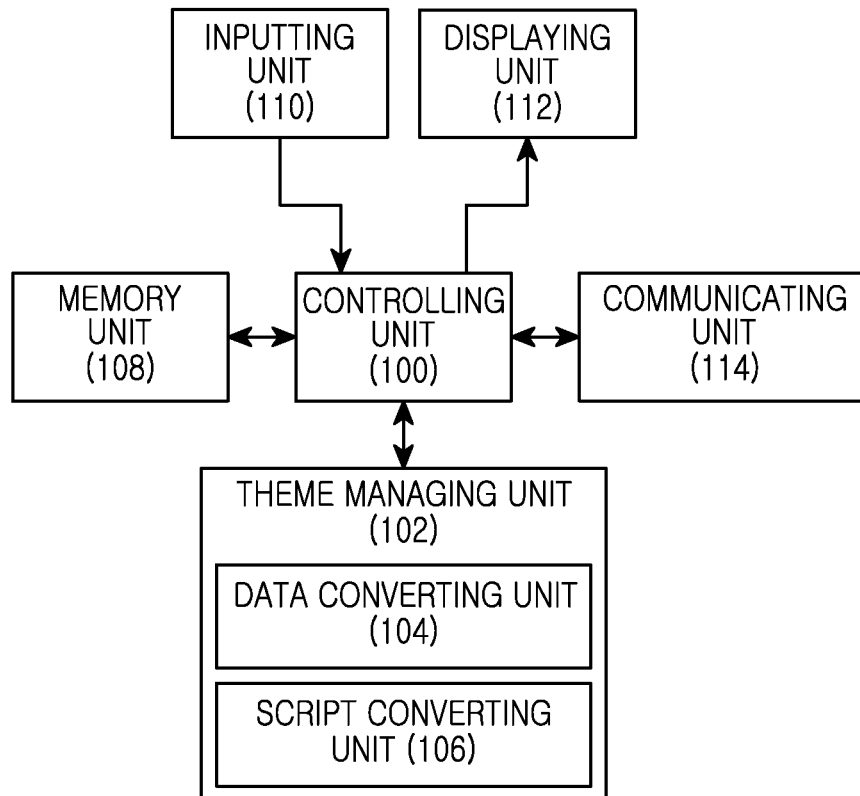 INPUTTING
UNIT
(110)
DISPLAYING
UNIT
(112)
MEMORY
UNIT
(108)
CONTROLLING
UNIT
(100)
COMMUNICATING
UNIT
(114)
THEME MANAGING UNIT
(102)
DATA CONVERTING UNIT
(104)
SCRIPT CONVERTING
UNIT (106)